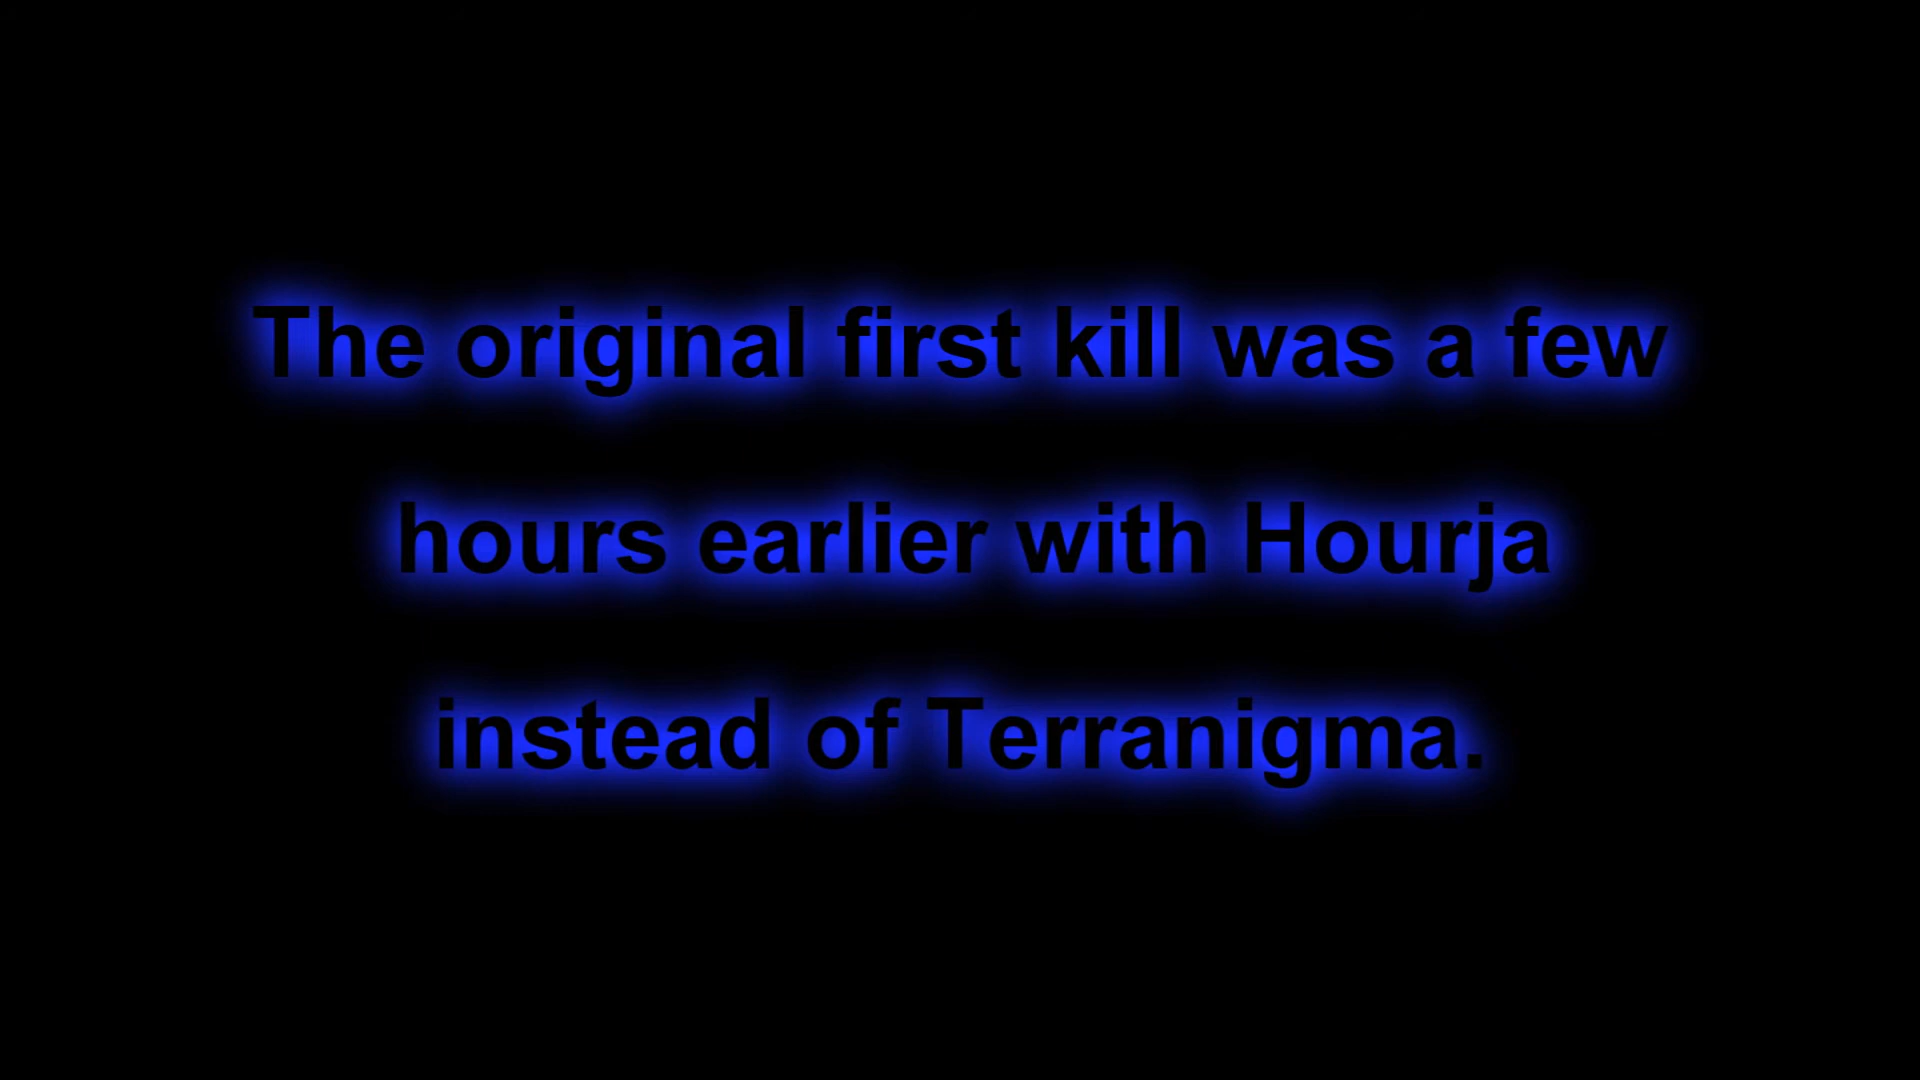 The original first kill was a few
hours earlier with Hourja
instead of Terranigma.